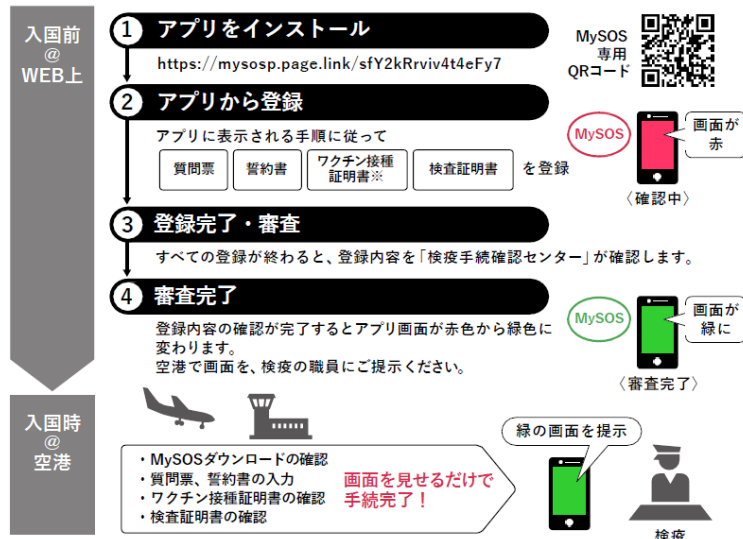 入国前
@
WEB上
1 アプリをインストール
https://mysosp.page.link/sfY2kRrviv4t4eFy7
MySOS
専用
QRコード
2 アプリから登録
アプリに表示される手順に従って
質問票 誓約書 ワクチン接種
証明書※ 検査証明書 を登録
MySOS
画面が
赤
〈確認中〉
3 登録完了・審査
すべての登録が終わると、登録内容を「検疫手続確認センター」が確認します。
4 審査完了
登録内容の確認が完了するとアプリ画面が赤色から緑色に
変わります。
空港で画面を、検疫の職員にご提示ください。
MySOS
画面が
緑に
〈審査完了〉
入国時
@
空港
・MySOSダウンロードの確認
・質問票、誓約書の入力
・ワクチン接種証明書の確認
・検査証明書の確認
画面を見せるだけで
手続完了！
緑の画面を提示
検疫